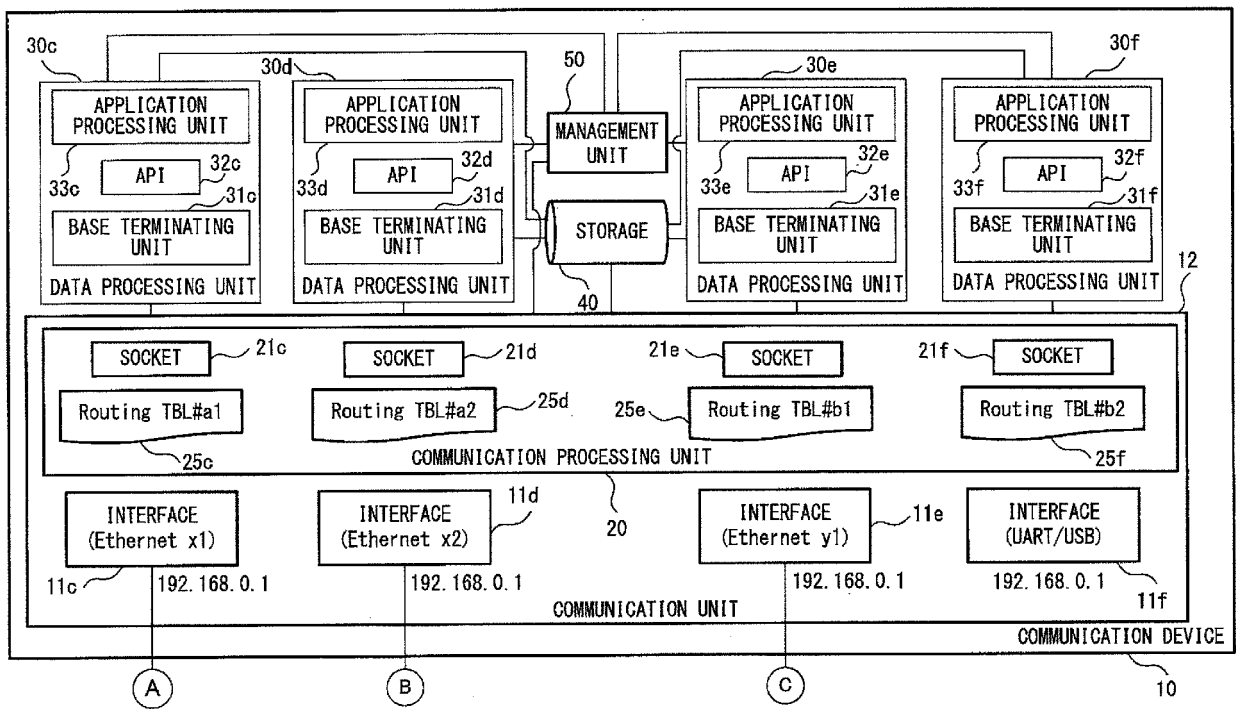 30c
30d
50
30e
30f
APPLICATION
PROCESSING UNIT
APPLICATION
PROCESSING UNIT
MANAGEMENT
UNIT
APPLICATION
PROCESSING UNIT
APPLICATION
PROCESSING UNIT
33c
API
32c
33d
API
32d
33e
API
32e
33f
API
32f
31c
31d
31e
31f
BASE TERMINATING
UNIT
BASE TERMINATING
UNIT
STORAGE
BASE TERMINATING
UNIT
BASE TERMINATING
UNIT
DATA PROCESSING UNIT
DATA PROCESSING UNIT
40
DATA PROCESSING UNIT
DATA PROCESSING UNIT
12
SOCKET
21c
SOCKET
21d
21e
SOCKET
21f
SOCKET
Routing TBL#a1
25c
Routing TBL#a2
25d
25e
Routing TBL#b1
Routing TBL#b2
25f
COMMUNICATION PROCESSING UNIT
20
INTERFACE
(Ethernet x1)
11c
INTERFACE
(Ethernet x2)
11d
INTERFACE
(Ethernet y1)
11e
INTERFACE
(UART/USB)
11f
192.168.0.1
192.168.0.1
192.168.0.1
192.168.0.1
COMMUNICATION UNIT
COMMUNICATION DEVICE
10
A
B
C